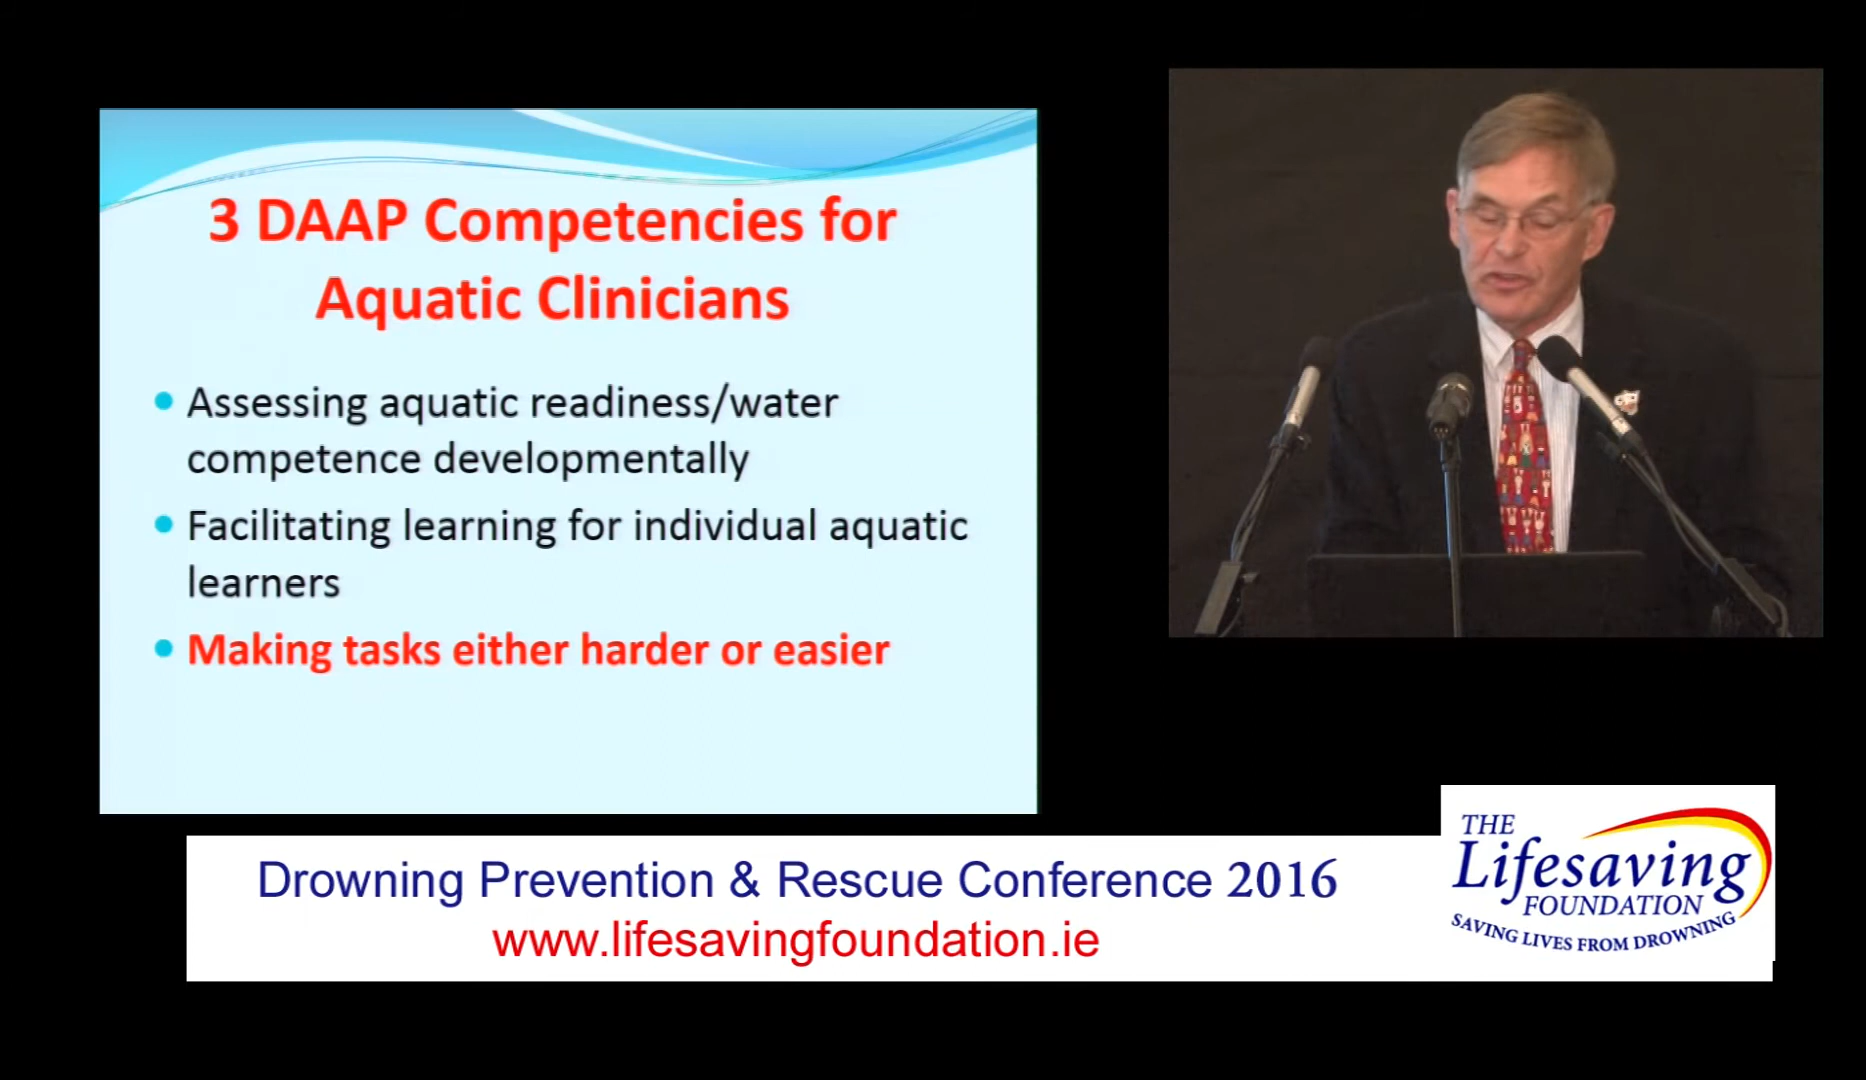 3 DAAP Competencies for
Aquatic Clinicians
Assessing aquatic readiness/water
competence developmentally
Facilitating learning for individual aquatic
learners
Making tasks either harder or easier
Drowning Prevention & Rescue Conference 2016
www.lifesavingfoundation.ie
THE
Lifesaving
FOUNDATION
SAVING LIVES FROM DROWNING